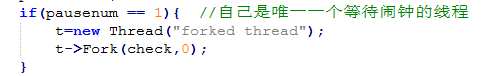 if(pausenum == 1){  //自己是唯一一个等待闹钟的线程
    t=new Thread("forked thread");
    t->Fork(check,0);
}